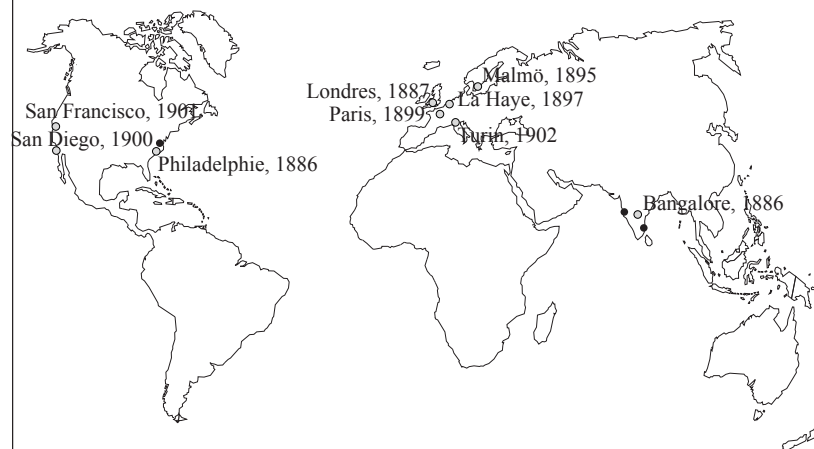 Malmö, 1895
Londres, 1887
La Haye, 1897
San Francisco, 1901
Paris, 1899
San Diego, 1900
Turin, 1902
Philadelphie, 1886
Bangalore, 1886